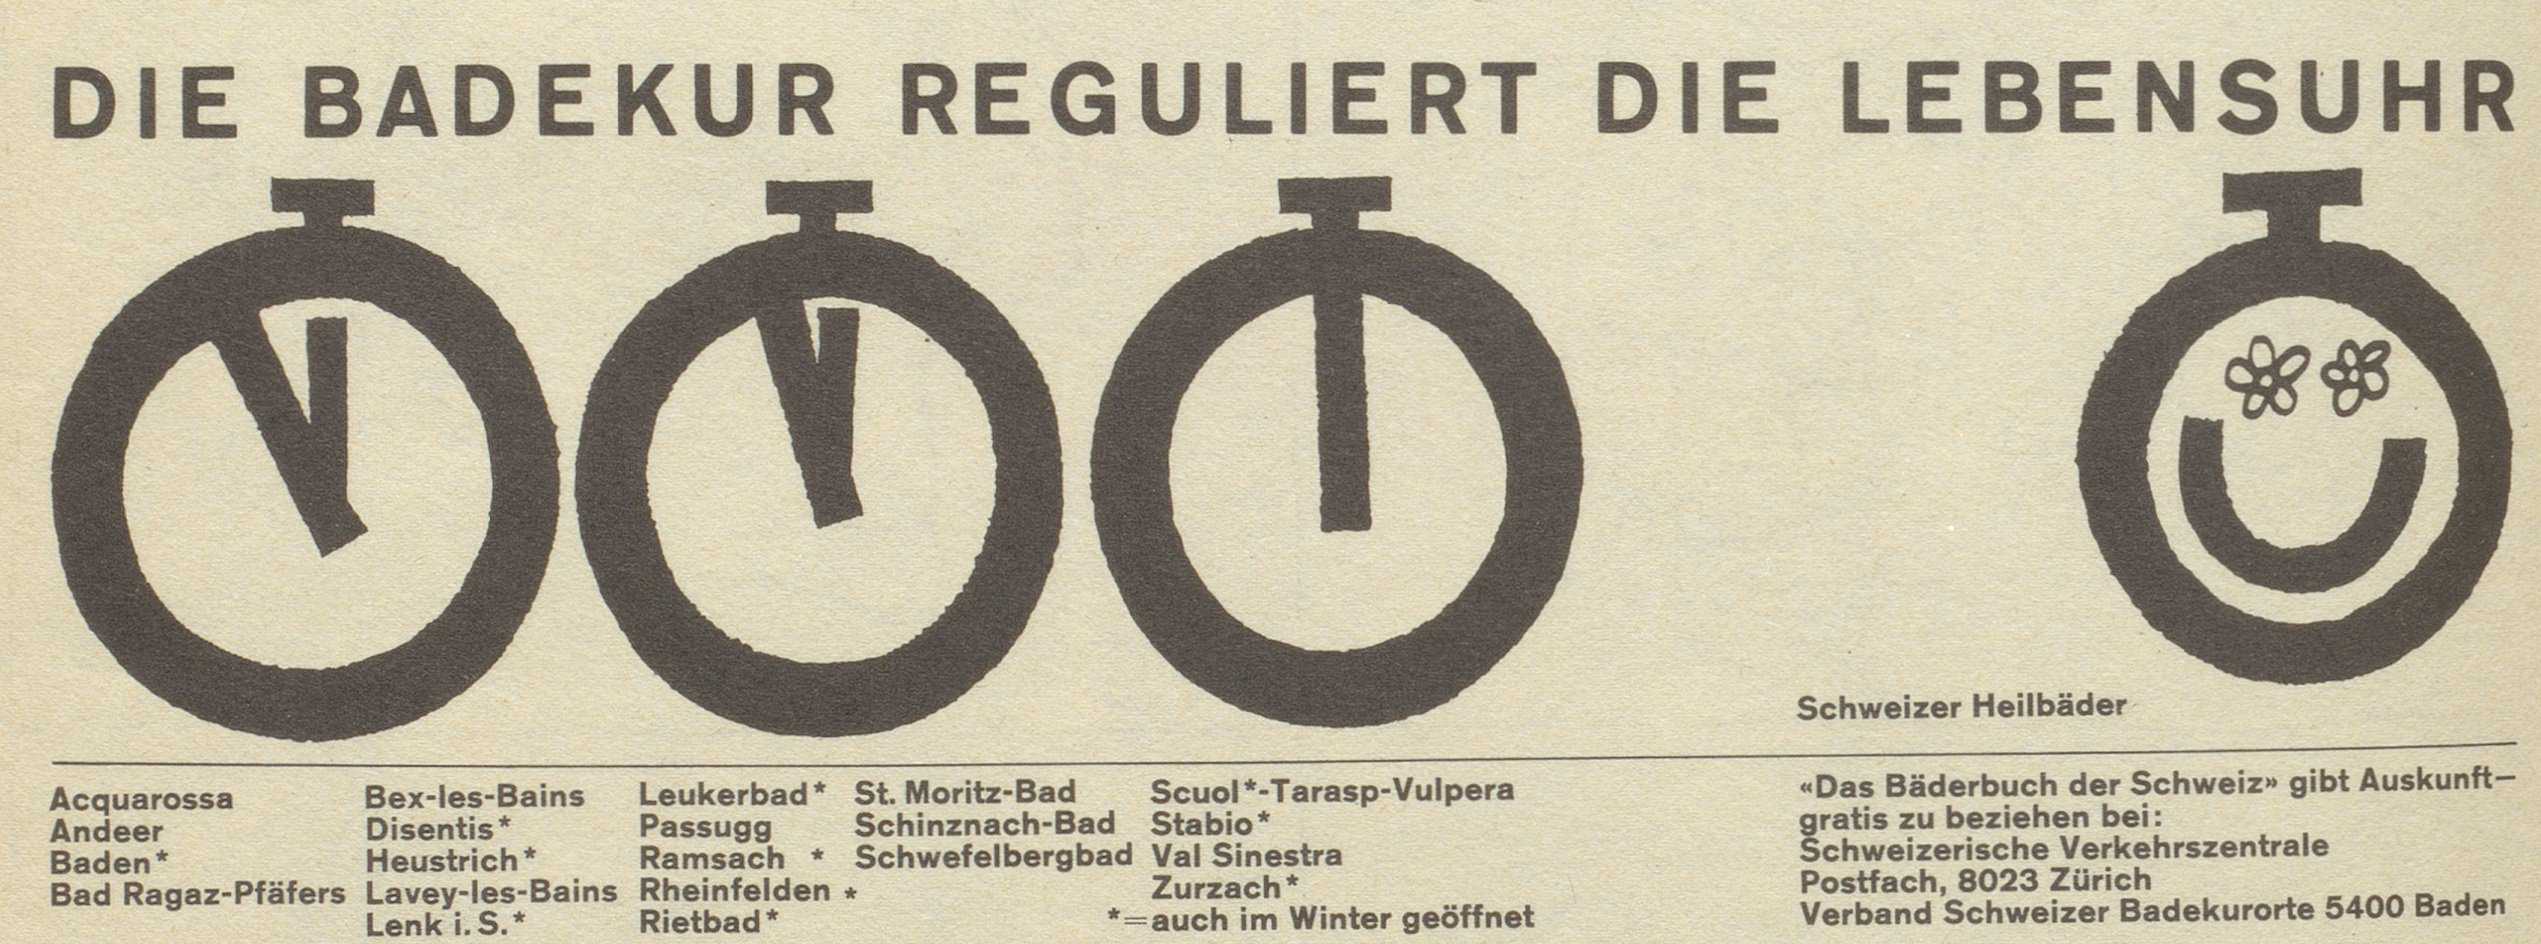 DIE BADEKUR REGULIERT DIE LEBENSUHR
Schweizer Heilbäder
Acquarossa
Andeer
Baden*
Bad Ragaz-Pfäfers
Bex-les-Bains
Disentis*
Heustrich*
Lavey-les-Bains
Lenk i. S.*
Leukerbad*
Passugg
Ramsach *
Rheinfelden *
Rietbad*
St. Moritz-Bad
Schinznach-Bad
Schwefelbergbad
Scuol*-Tarasp-Vulpera
Stabio*
Val Sinestra
Zurzach*
*=auch im Winter geöffnet
«Das Bäderbuch der Schweiz» gibt Auskunft–
gratis zu beziehen bei:
Schweizerische Verkehrszentrale
Postfach, 8023 Zürich
Verband Schweizer Badekurorte 5400 Baden